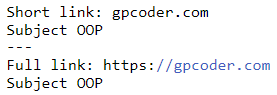 Short link: gpcoder.com
Subject OOP
---
Full link: https://gpcoder.com
Subject OOP